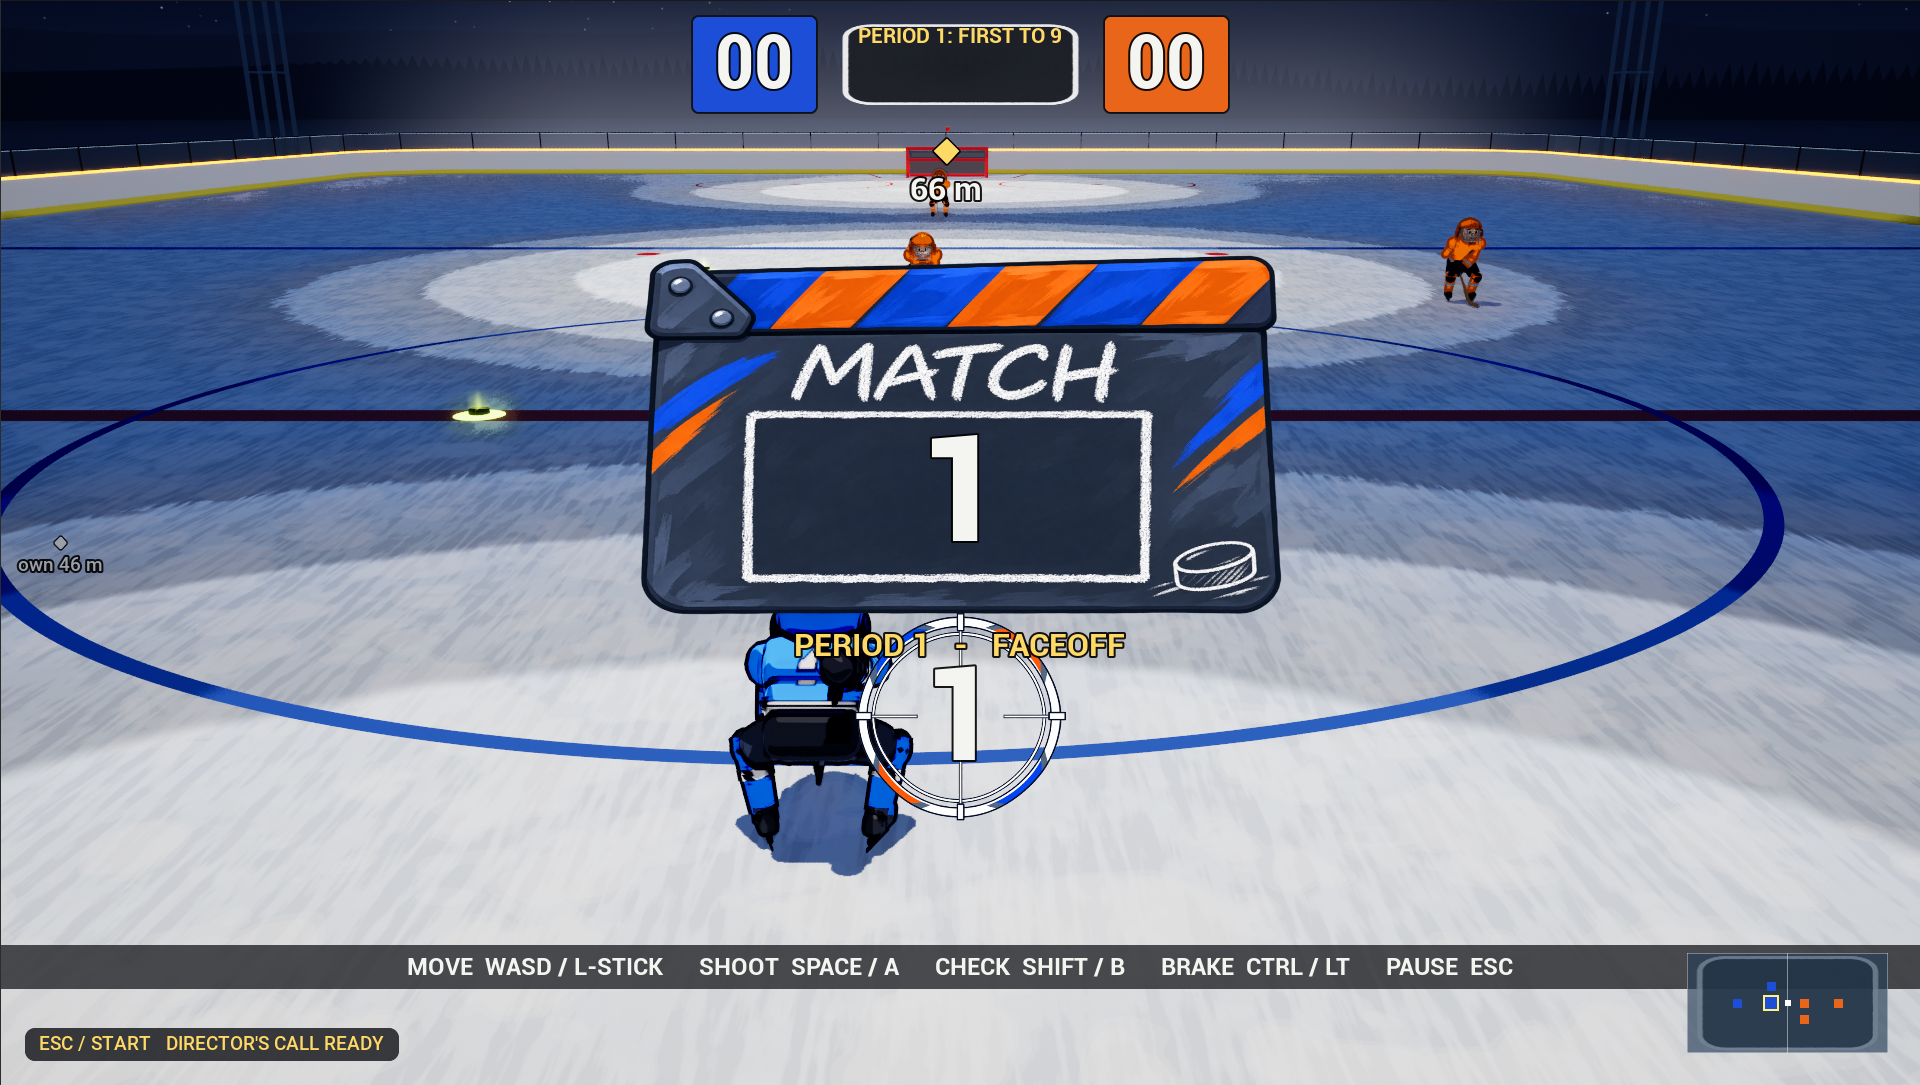 00
PERIOD 1: FIRST TO 9
00
66 m
MATCH
1
own 46 m
PERIOD 1 - FACEOFF
1
MOVE WASD / L-STICK SHOOT SPACE / A CHECK SHIFT / B BRAKE CTRL / LT PAUSE ESC
ESC / START DIRECTOR'S CALL READY